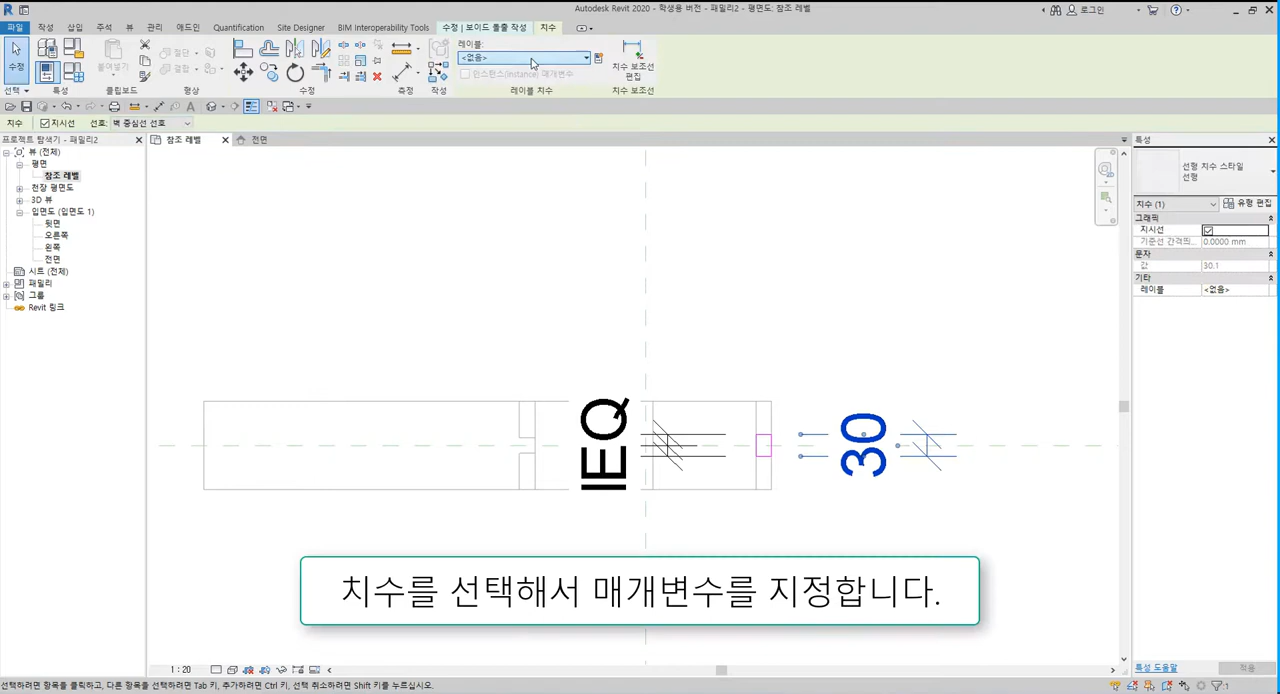 Autodesk Revit 2020 - 학생용 버전 - 패밀리2 - 평면도: 참조 레벨
로그인
파일 작성 삽입 주석 뷰 관리 애드인 Quantification Site Designer BIM Interoperability Tools 수정 | 보이드 돌출 작성 치수
수정
붙여넣기
절단
결합
레이블:
<없음>
인스턴스(instance) 매개변수
치수 보조선
편집
선택 특성 클립보드 형상 수정 측정 작성 레이블 치수 치수 보조선
치수 지시선 선호: 벽 중심선 선호
프로젝트 탐색기 - 패밀리2
뷰 (전체)
평면
참조 레벨
천장 평면도
3D 뷰
입면도 (입면도 1)
뒷면
오른쪽
왼쪽
전면
시트 (전체)
패밀리
그룹
Revit 링크
참조 레벨
전면
2D
IEQ
30
특성
선형 치수 스타일
선형
치수 (1)
유형 편집
그래픽
지시선
기준선 간격띄...
0.0000 mm
문자
값 30.1
기타
레이블 <없음>
치수를 선택해서 매개변수를 지정합니다.
특성 도움말
적용
1 : 20
선택하려면 항목을 클릭하고, 다른 항목을 선택하려면 Tab 키, 추가하려면 Ctrl 키, 선택 취소하려면 Shift 키를 누르십시오.
:1